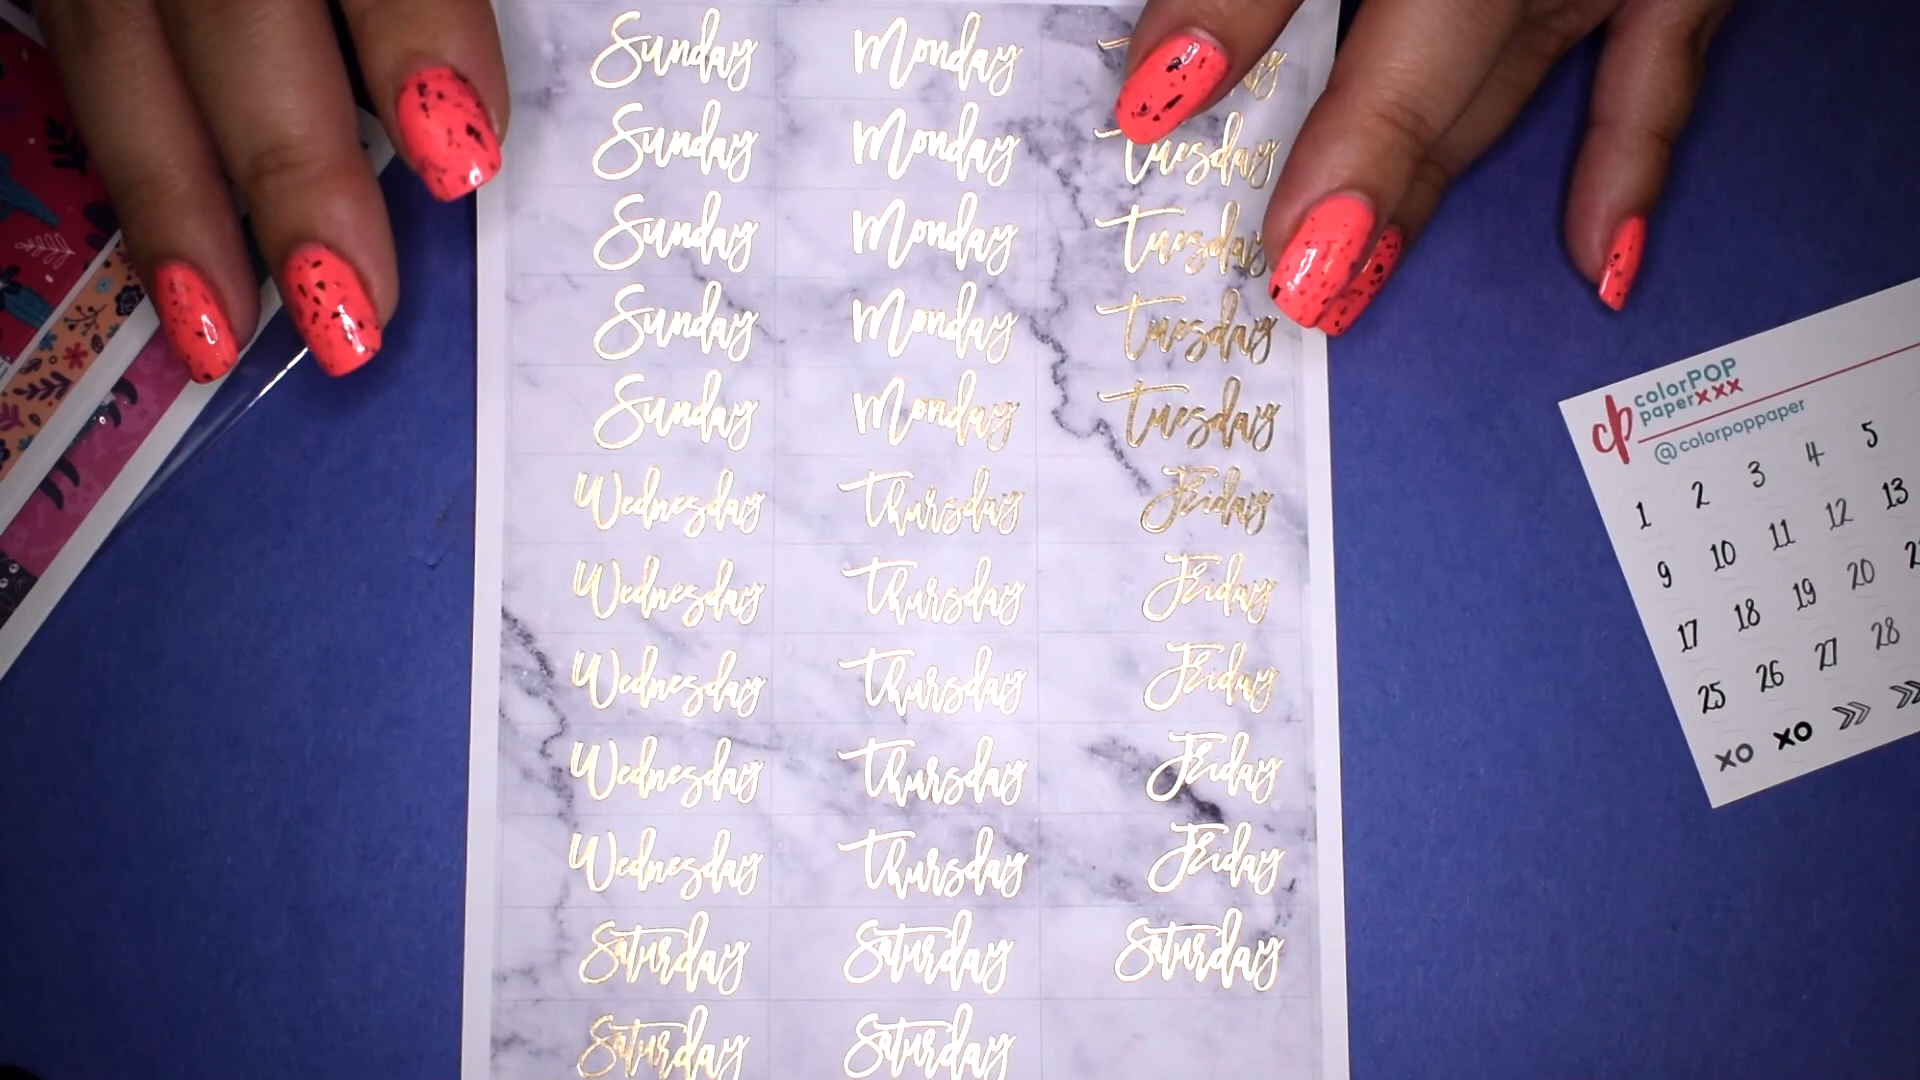 Sunday Monday
Sunday Monday Tuesday
Sunday Monday Tuesday
Sunday Monday Tuesday
Sunday Monday Tuesday
Wednesday Thursday Friday
Wednesday Thursday Friday
Wednesday Thursday Friday
Wednesday Thursday Friday
Wednesday Thursday Friday
Saturday Saturday Saturday
Saturday Saturday
cp
colorPOP
paperxxx
@colorpoppaper
1 2 3 4 5
9 10 11 12 13
17 18 19 20
25 26 27 28
XO XO